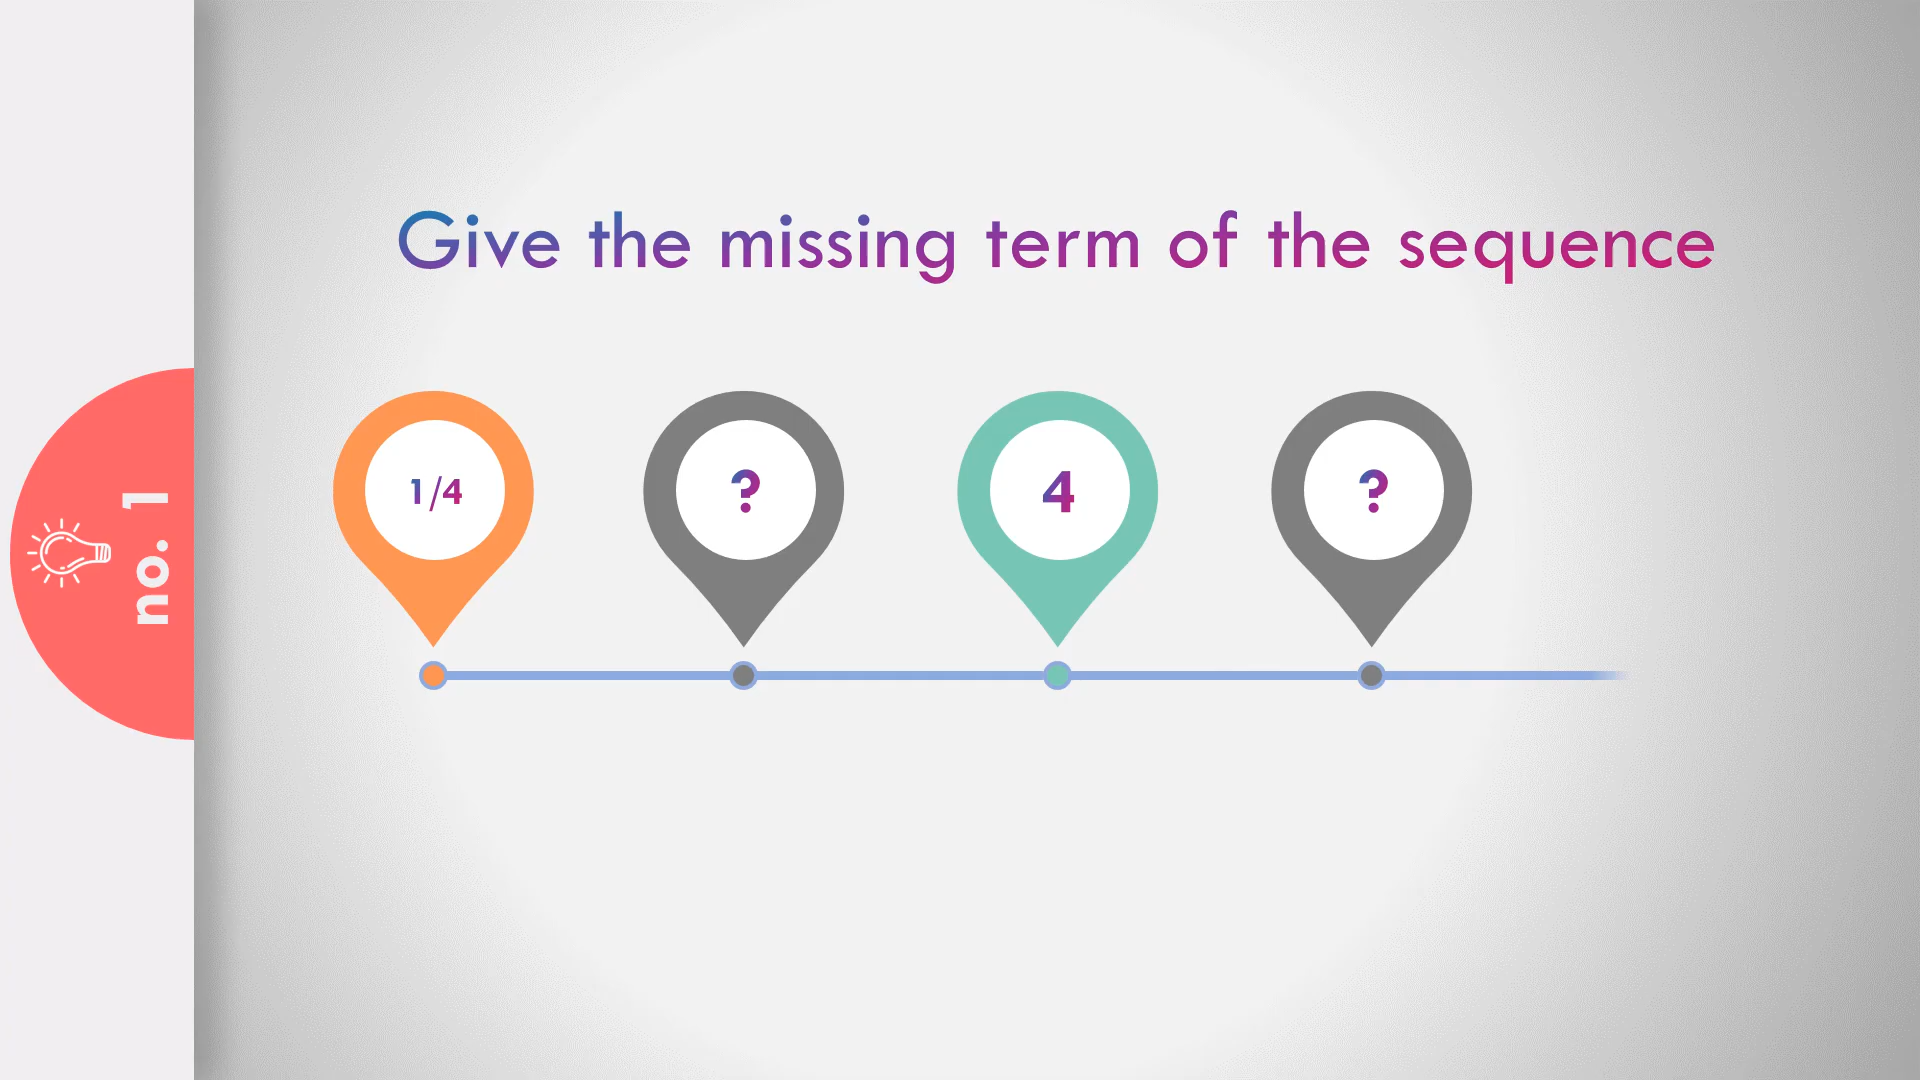 no. 1
Give the missing term of the sequence
1/4
?
4
?